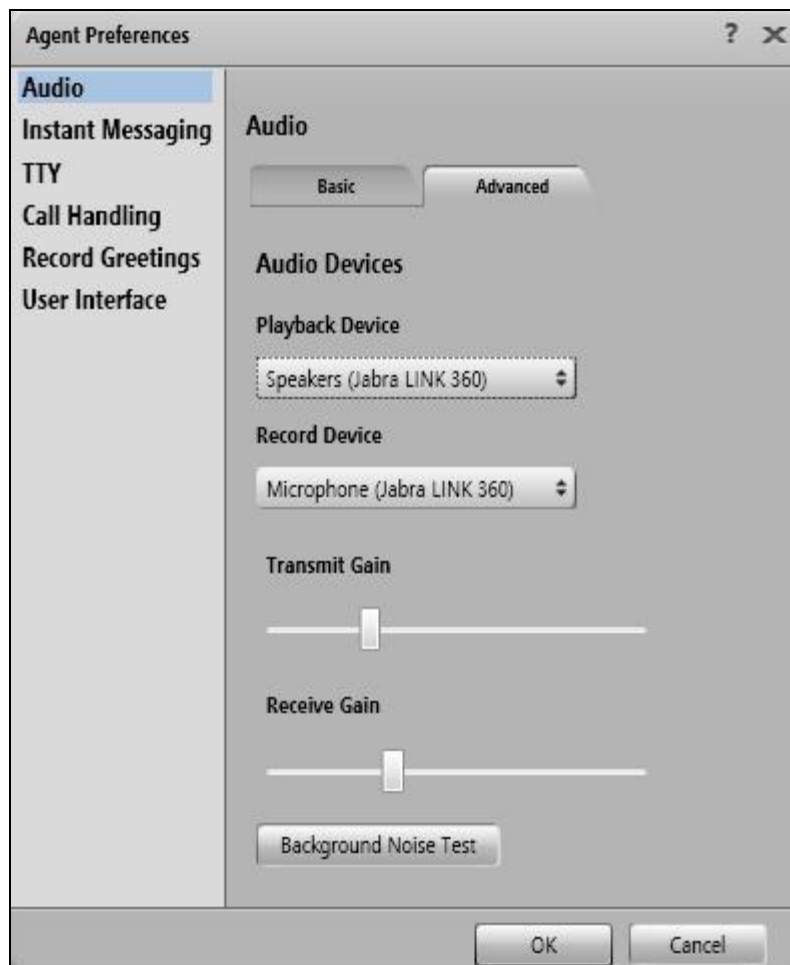 Agent Preferences ? ✕
Audio
Instant Messaging
TTY
Call Handling
Record Greetings
User Interface
Audio
Basic Advanced
Audio Devices
Playback Device
Speakers (Jabra LINK 360)
Record Device
Microphone (Jabra LINK 360)
Transmit Gain
Receive Gain
Background Noise Test
OK Cancel